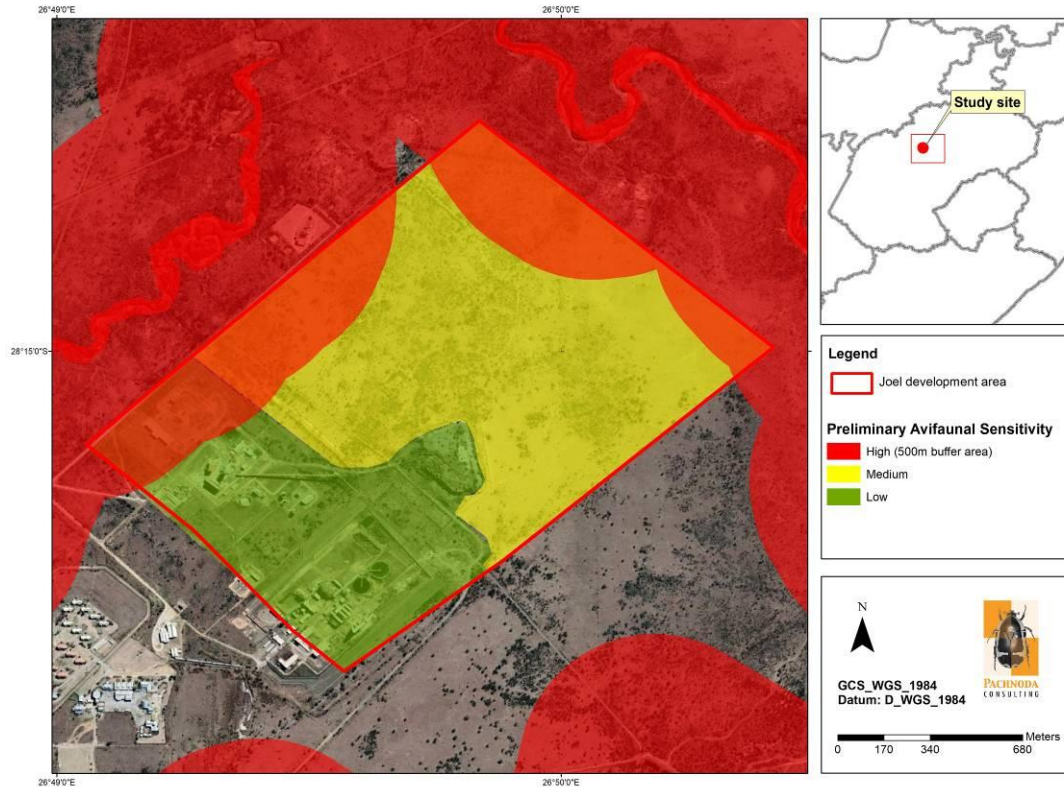 26°49'0"E
26°50'0"E
Study site
28°15'0"S
Legend
Joel development area
Preliminary Avifaunal Sensitivity
High (500m buffer area)
Medium
Low
N
GCS_WGS_1984
Datum: D_WGS_1984
PACHNODA
CONSULTING
Meters
0 170 340 680
26°49'0"E
26°50'0"E